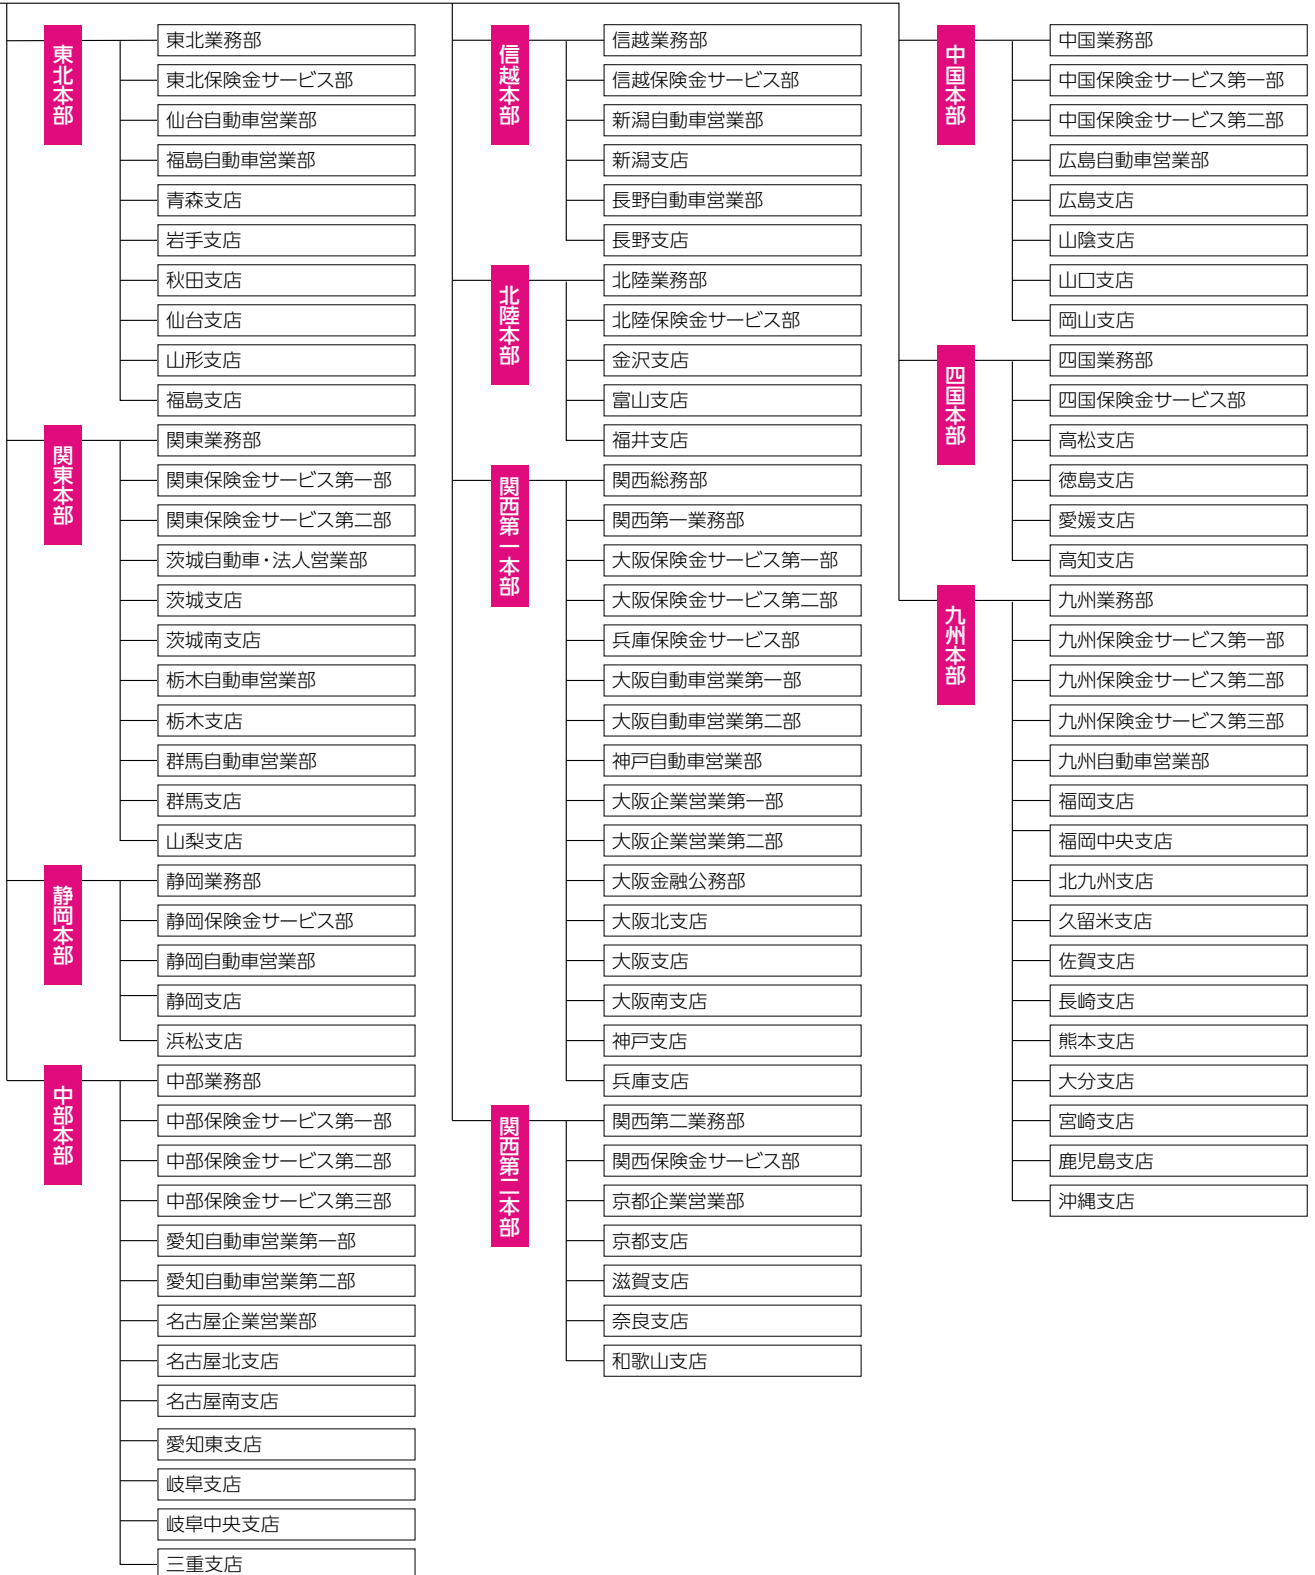 東北本部
東北業務部
東北保険金サービス部
仙台自動車営業部
福島自動車営業部
青森支店
岩手支店
秋田支店
仙台支店
山形支店
福島支店
関東本部
関東業務部
関東保険金サービス第一部
関東保険金サービス第二部
茨城自動車・法人営業部
茨城支店
茨城南支店
栃木自動車営業部
栃木支店
群馬自動車営業部
群馬支店
山梨支店
静岡本部
静岡業務部
静岡保険金サービス部
静岡自動車営業部
静岡支店
浜松支店
中部本部
中部業務部
中部保険金サービス第一部
中部保険金サービス第二部
中部保険金サービス第三部
愛知自動車営業第一部
愛知自動車営業第二部
名古屋企業営業部
名古屋北支店
名古屋南支店
愛知東支店
岐阜支店
岐阜中央支店
三重支店
信越本部
信越業務部
信越保険金サービス部
新潟自動車営業部
新潟支店
長野自動車営業部
長野支店
北陸本部
北陸業務部
北陸保険金サービス部
金沢支店
富山支店
福井支店
関西第一本部
関西総務部
関西第一業務部
大阪保険金サービス第一部
大阪保険金サービス第二部
兵庫保険金サービス部
大阪自動車営業第一部
大阪自動車営業第二部
神戸自動車営業部
大阪企業営業第一部
大阪企業営業第二部
大阪金融公務部
大阪北支店
大阪支店
大阪南支店
神戸支店
兵庫支店
関西第二本部
関西第二業務部
関西保険金サービス部
京都企業営業部
京都支店
滋賀支店
奈良支店
和歌山支店
中国本部
中国業務部
中国保険金サービス第一部
中国保険金サービス第二部
広島自動車営業部
広島支店
山陰支店
山口支店
岡山支店
四国本部
四国業務部
四国保険金サービス部
高松支店
徳島支店
愛媛支店
高知支店
九州本部
九州業務部
九州保険金サービス第一部
九州保険金サービス第二部
九州保険金サービス第三部
九州自動車営業部
福岡支店
福岡中央支店
北九州支店
久留米支店
佐賀支店
長崎支店
熊本支店
大分支店
宮崎支店
鹿児島支店
沖縄支店